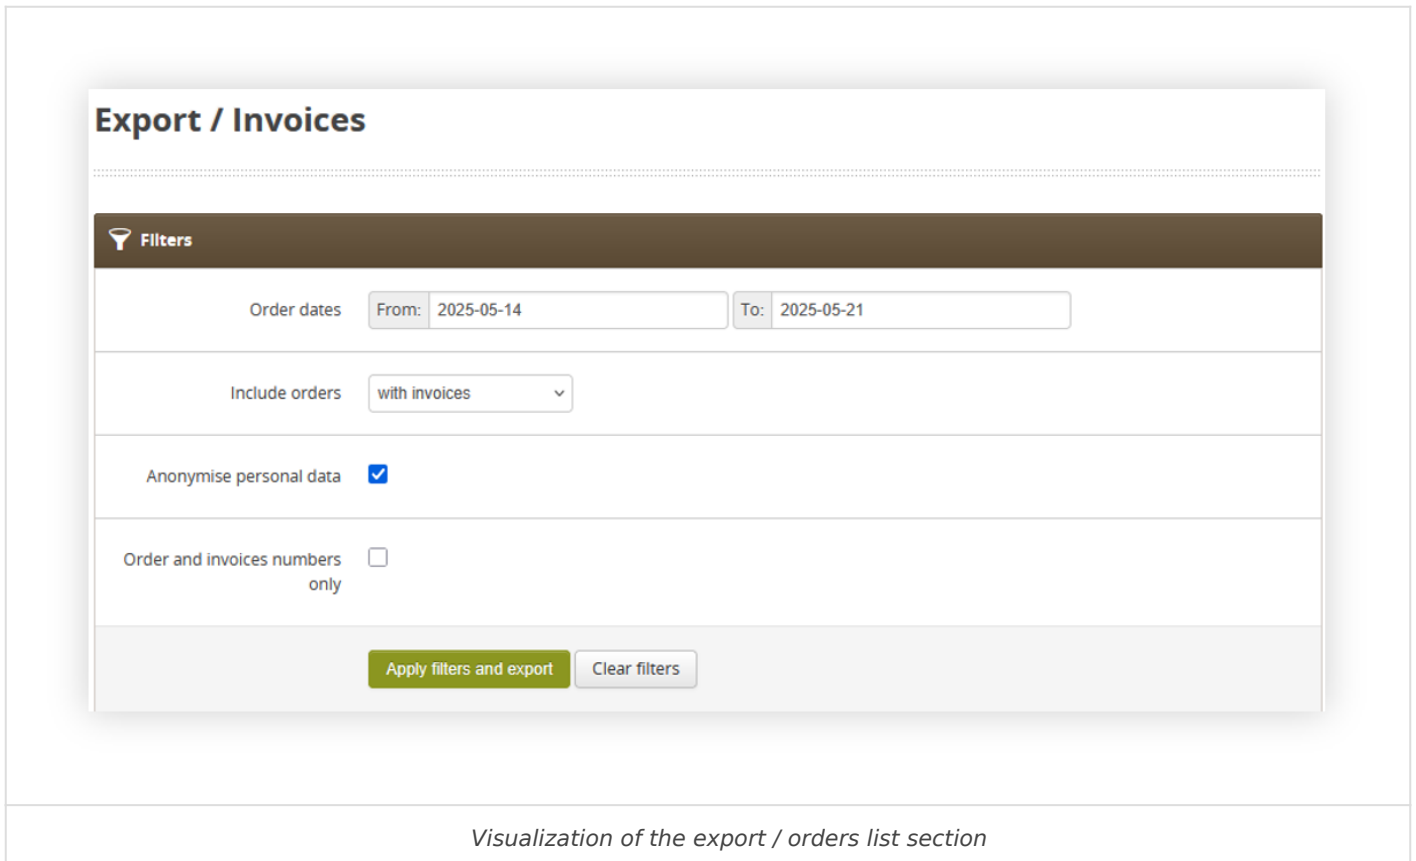 Export / Invoices
Filters
Order dates From: 2025-05-14 To: 2025-05-21
Include orders with invoices
Anonymise personal data
Order and invoices numbers
only
Apply filters and export Clear filters
Visualization of the export / orders list section